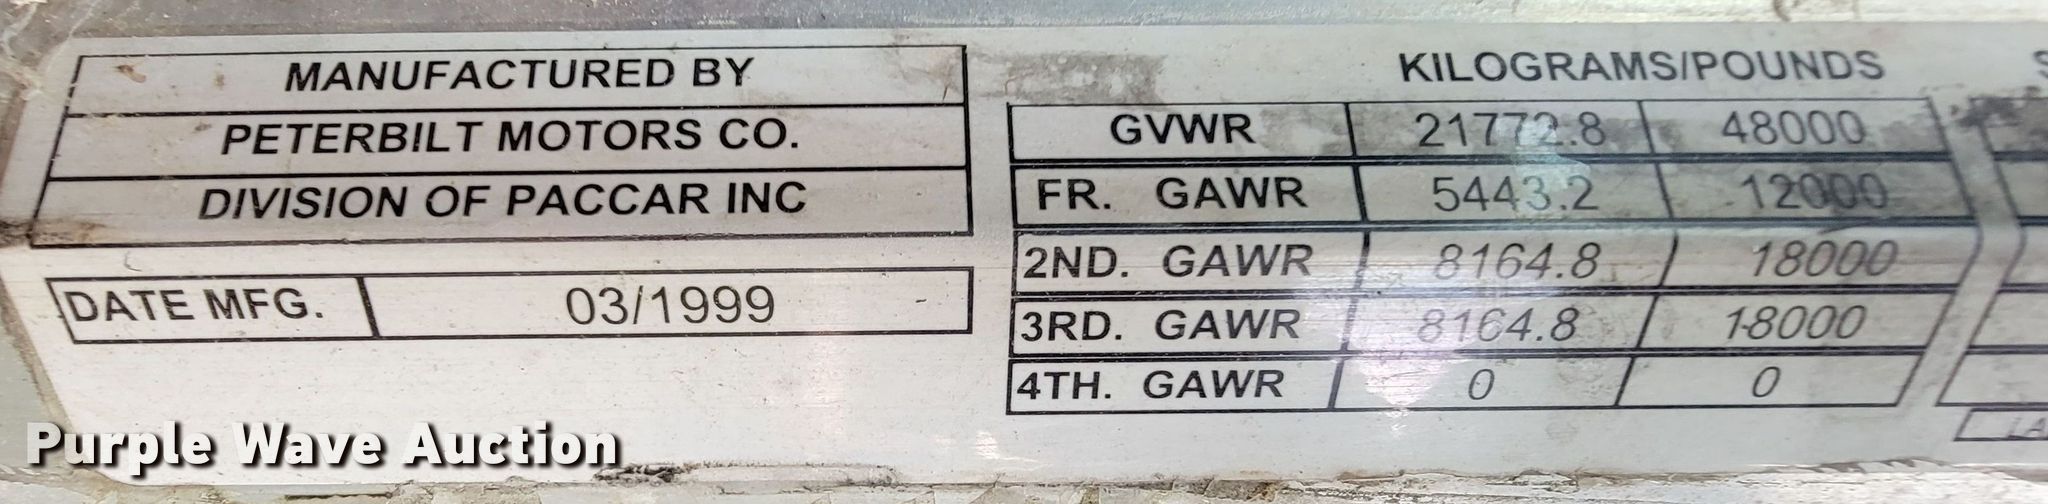 MANUFACTURED BY
PETERBILT MOTORS CO.
DIVISION OF PACCAR INC
DATE MFG. 03/1999
KILOGRAMS/POUNDS
GVWR 21772.8 48000
FR. GAWR 5443.2 12000
2ND. GAWR 8164.8 18000
3RD. GAWR 8164.8 18000
4TH. GAWR 0 0
Purple Wave Auction